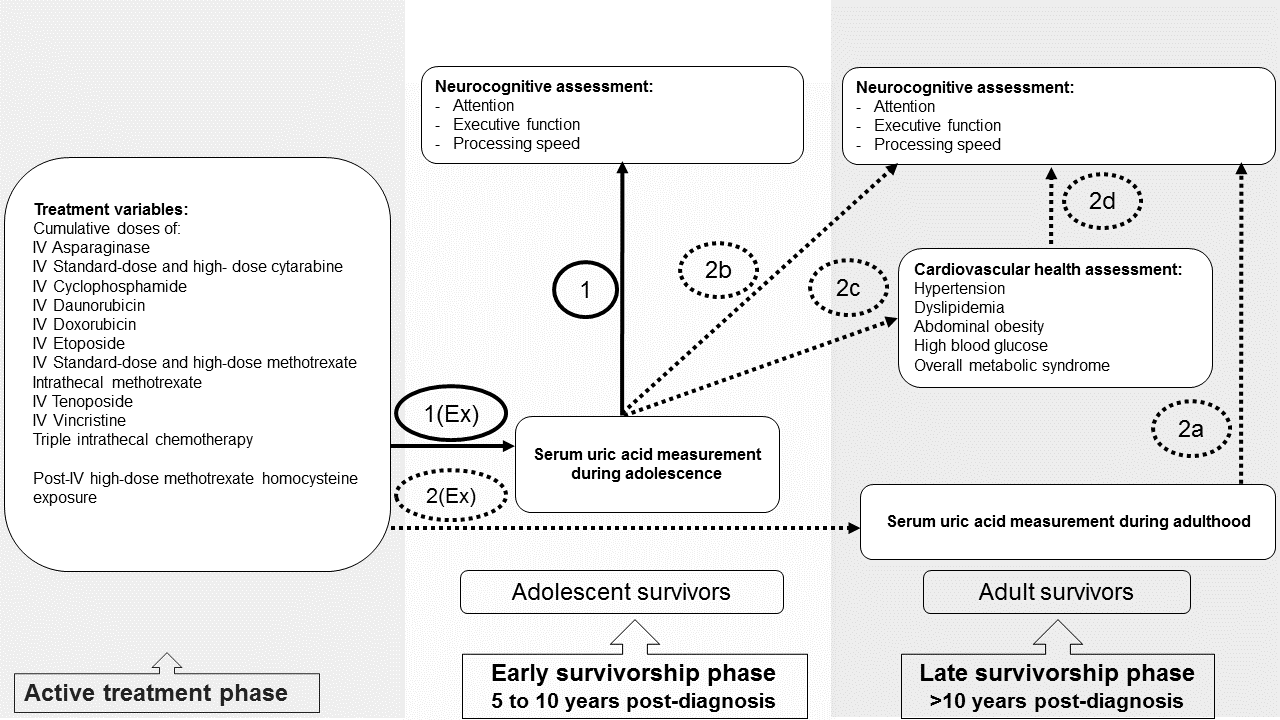 Treatment variables:
Cumulative doses of:
IV Asparaginase
IV Standard-dose and high- dose cytarabine
IV Cyclophosphamide
IV Daunorubicin
IV Doxorubicin
IV Etoposide
IV Standard-dose and high-dose methotrexate
Intrathecal methotrexate
IV Tenoposide
IV Vincristine
Triple intrathecal chemotherapy
Post-IV high-dose methotrexate homocysteine
exposure
Active treatment phase
1(Ex)
2(Ex)
Neurocognitive assessment:
- Attention
- Executive function
- Processing speed
1
Serum uric acid measurement
during adolescence
Adolescent survivors
Early survivorship phase
5 to 10 years post-diagnosis
2b
2c
Neurocognitive assessment:
- Attention
- Executive function
- Processing speed
2d
Cardiovascular health assessment:
Hypertension
Dyslipidemia
Abdominal obesity
High blood glucose
Overall metabolic syndrome
2a
Serum uric acid measurement during adulthood
Adult survivors
Late survivorship phase
>10 years post-diagnosis